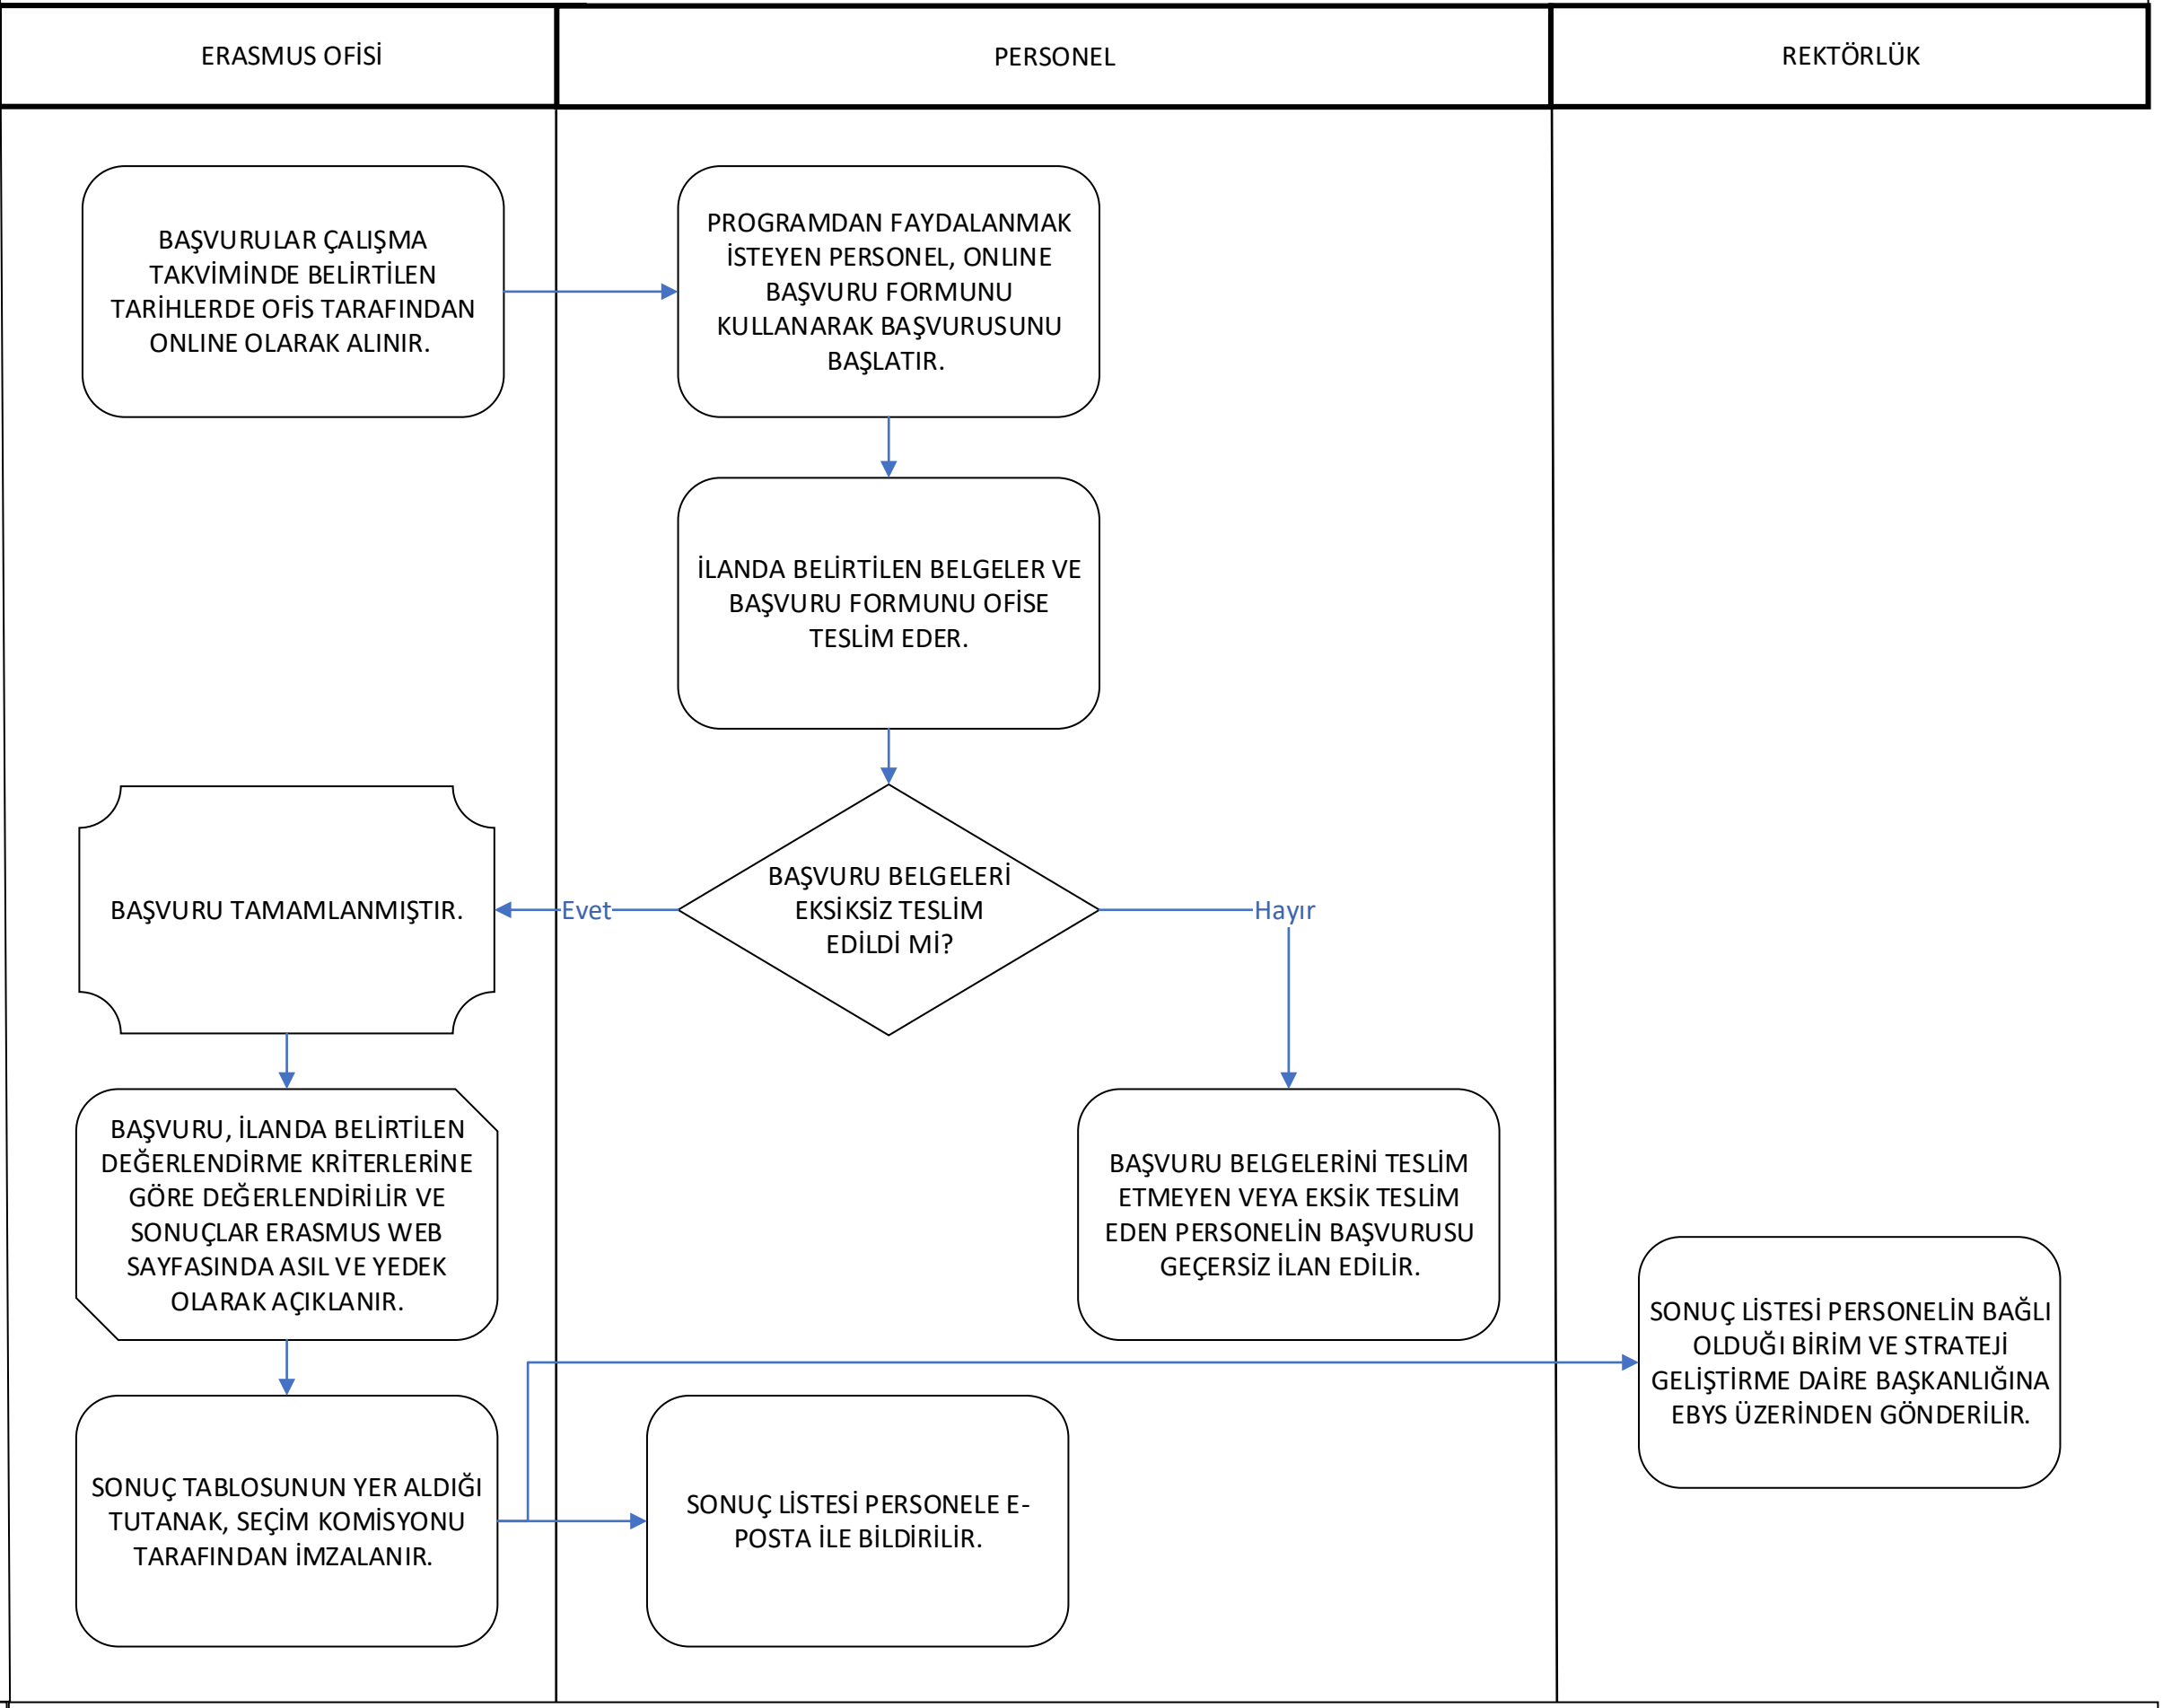 ERASMUS OFİSİ
PERSONEL
REKTÖRLÜK
BAŞVURULAR ÇALIŞMA
TAKVİMİNDE BELİRTİLEN
TARİHLERDE OFİS TARAFINDAN
ONLINE OLARAK ALINIR.
PROGRAMDAN FAYDALANMAK
İSTEYEN PERSONEL, ONLINE
BAŞVURU FORMUNU
KULLANARAK BAŞVURUSUNU
BAŞLATIR.
İLANDA BELİRTİLEN BELGELER VE
BAŞVURU FORMUNU OFİSE
TESLİM EDER.
BAŞVURU BELGELERİ
EKSİKSİZ TESLİM
EDİLDİ Mİ?
Evet
Hayır
BAŞVURU TAMAMLANMIŞTIR.
BAŞVURU, İLANDA BELİRTİLEN
DEĞERLENDİRME KRİTERLERİNE
GÖRE DEĞERLENDİRİLİR VE
SONUÇLAR ERASMUS WEB
SAYFASINDA ASIL VE YEDEK
OLARAK AÇIKLANIR.
BAŞVURU BELGELERİNİ TESLİM
ETMEYEN VEYA EKSİK TESLİM
EDEN PERSONELİN BAŞVURUSU
GEÇERSİZ İLAN EDİLİR.
SONUÇ TABLOSUNUN YER ALDIĞI
TUTANAK, SEÇİM KOMİSYONU
TARAFINDAN İMZALANIR.
SONUÇ LİSTESİ PERSONELE E-
POSTA İLE BİLDİRİLİR.
SONUÇ LİSTESİ PERSONELİN BAĞLI
OLDUĞI BİRİM VE STRATEJİ
GELİŞTİRME DAİRE BAŞKANLIĞINA
EBYS ÜZERİNDEN GÖNDERİLİR.